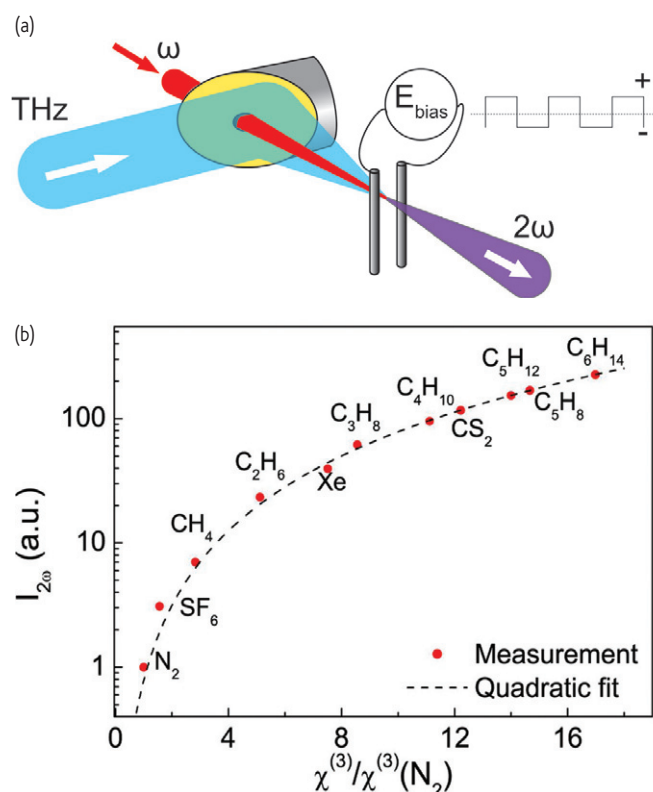 (a)
ω
THz
E_bias
+
-
2ω
(b)
I_2ω (a.u.)
100
10
1
N₂
SF₆
CH₄
C₂H₆
Xe
C₃H₈
C₄H₁₀
CS₂
C₅H₁₂
C₅H₈
C₆H₁₄
Measurement
Quadratic fit
0 4 8 12 16
χ⁽³⁾/χ⁽³⁾(N₂)